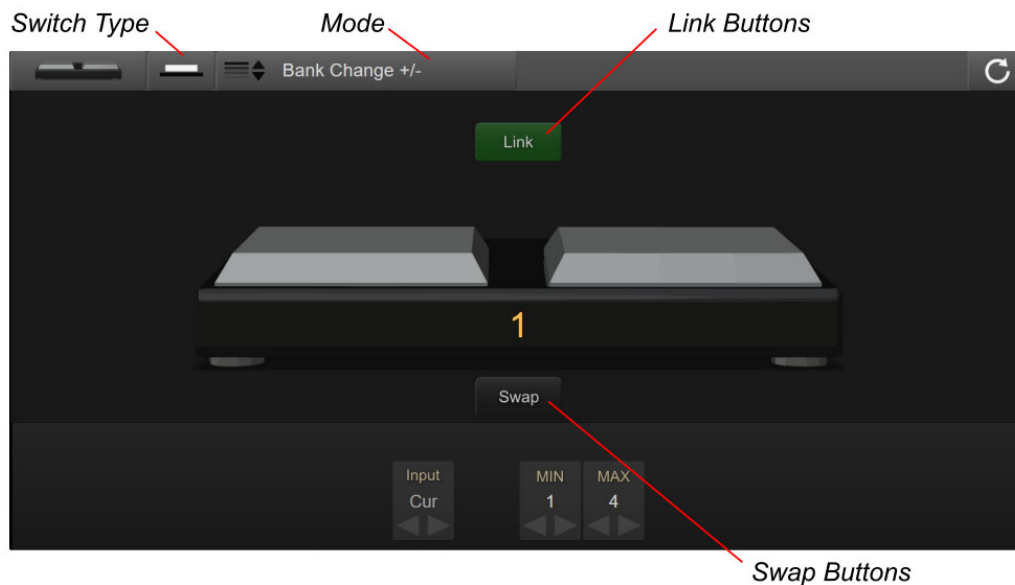 Switch Type
Mode
Link Buttons
Bank Change +/-
Link
1
Swap
Input
MIN
MAX
Cur
1
4
Swap Buttons